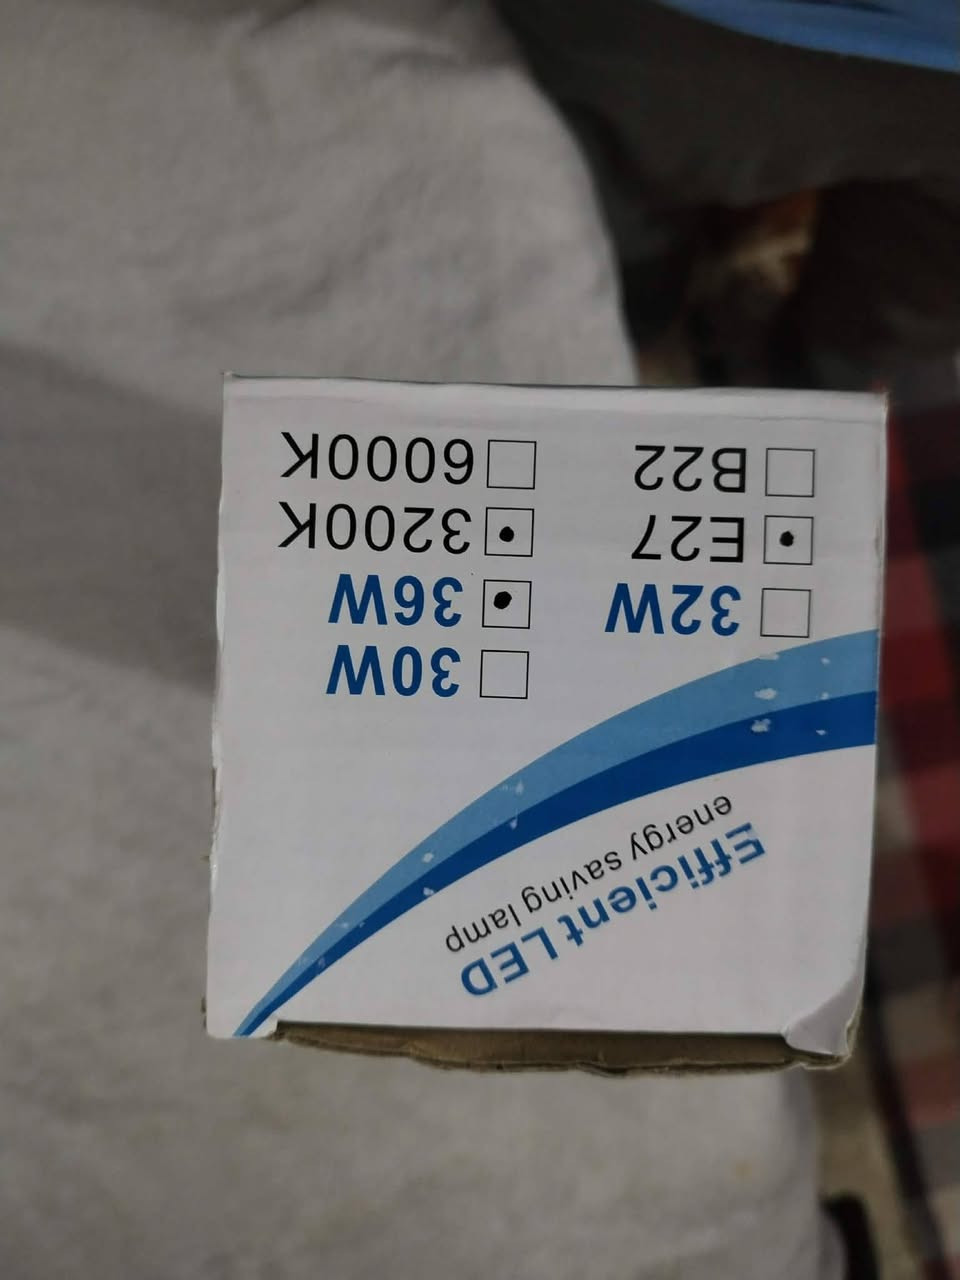 Efficient LED
energy saving lamp
30W
36W 32W
3200K E27
6000K B22